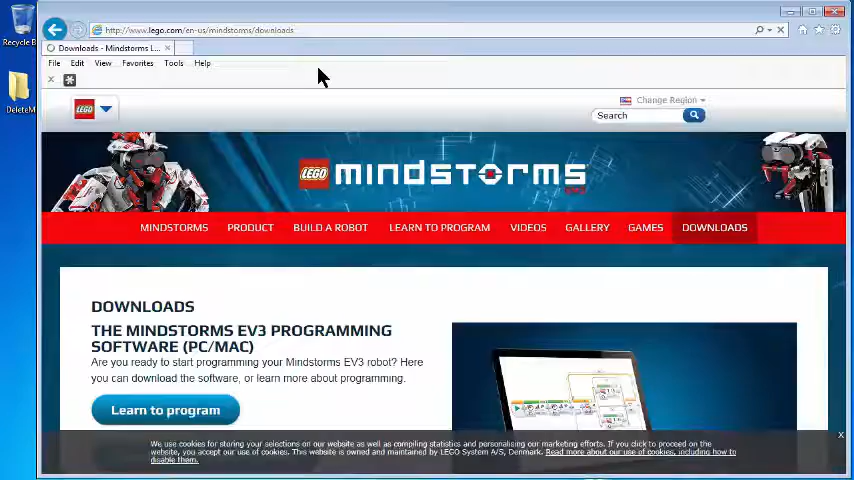 Recycle B
DeleteM
http://www.lego.com/en-us/mindstorms/downloads
Downloads - Mindstorms L...
File Edit View Favorites Tools Help
LEGO
Change Region
Search
LEGO mindstorms
MINDSTORMS PRODUCT BUILD A ROBOT LEARN TO PROGRAM VIDEOS GALLERY GAMES DOWNLOADS
DOWNLOADS
THE MINDSTORMS EV3 PROGRAMMING
SOFTWARE (PC/MAC)
Are you ready to start programming your Mindstorms EV3 robot? Here
you can download the software, or learn more about programming.
Learn to program
We use cookies for storing your selections on our website as well as compiling statistics and personalising our marketing efforts. If you click to proceed on the
website, you accept our use of cookies. This website is owned and maintained by LEGO System A/S, Denmark. Read more about our use of cookies, including how to
disable them.
X